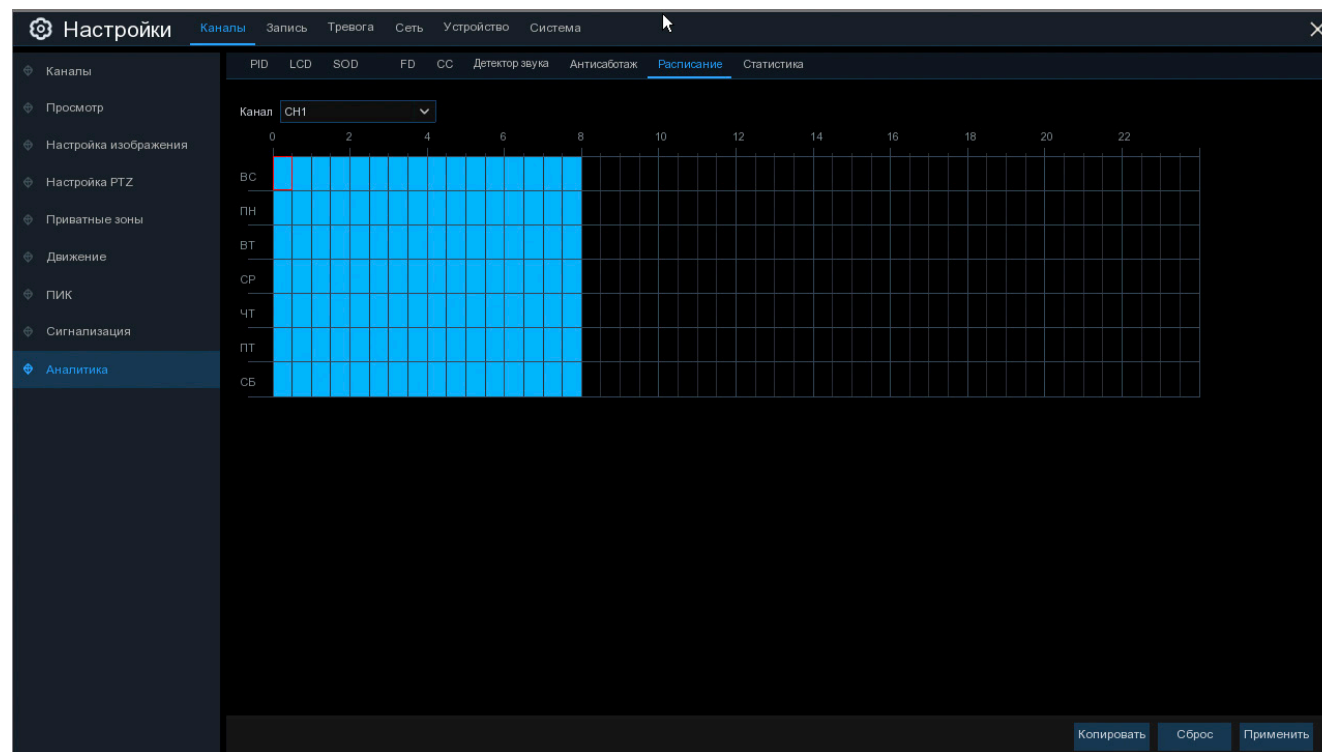 Настройки Каналы Запись Тревога Сеть Устройство Система
Каналы
Просмотр
Настройка изображения
Настройка PTZ
Приватные зоны
Движение
ПИК
Сигнализация
Аналитика
PID LCD SOD FD CC Детектор звука Антисаботаж Расписание Статистика
Канал CH1
0 2 4 6 8 10 12 14 16 18 20 22
ВС
ПН
ВТ
СР
ЧТ
ПТ
СБ
Копировать Сброс Применить